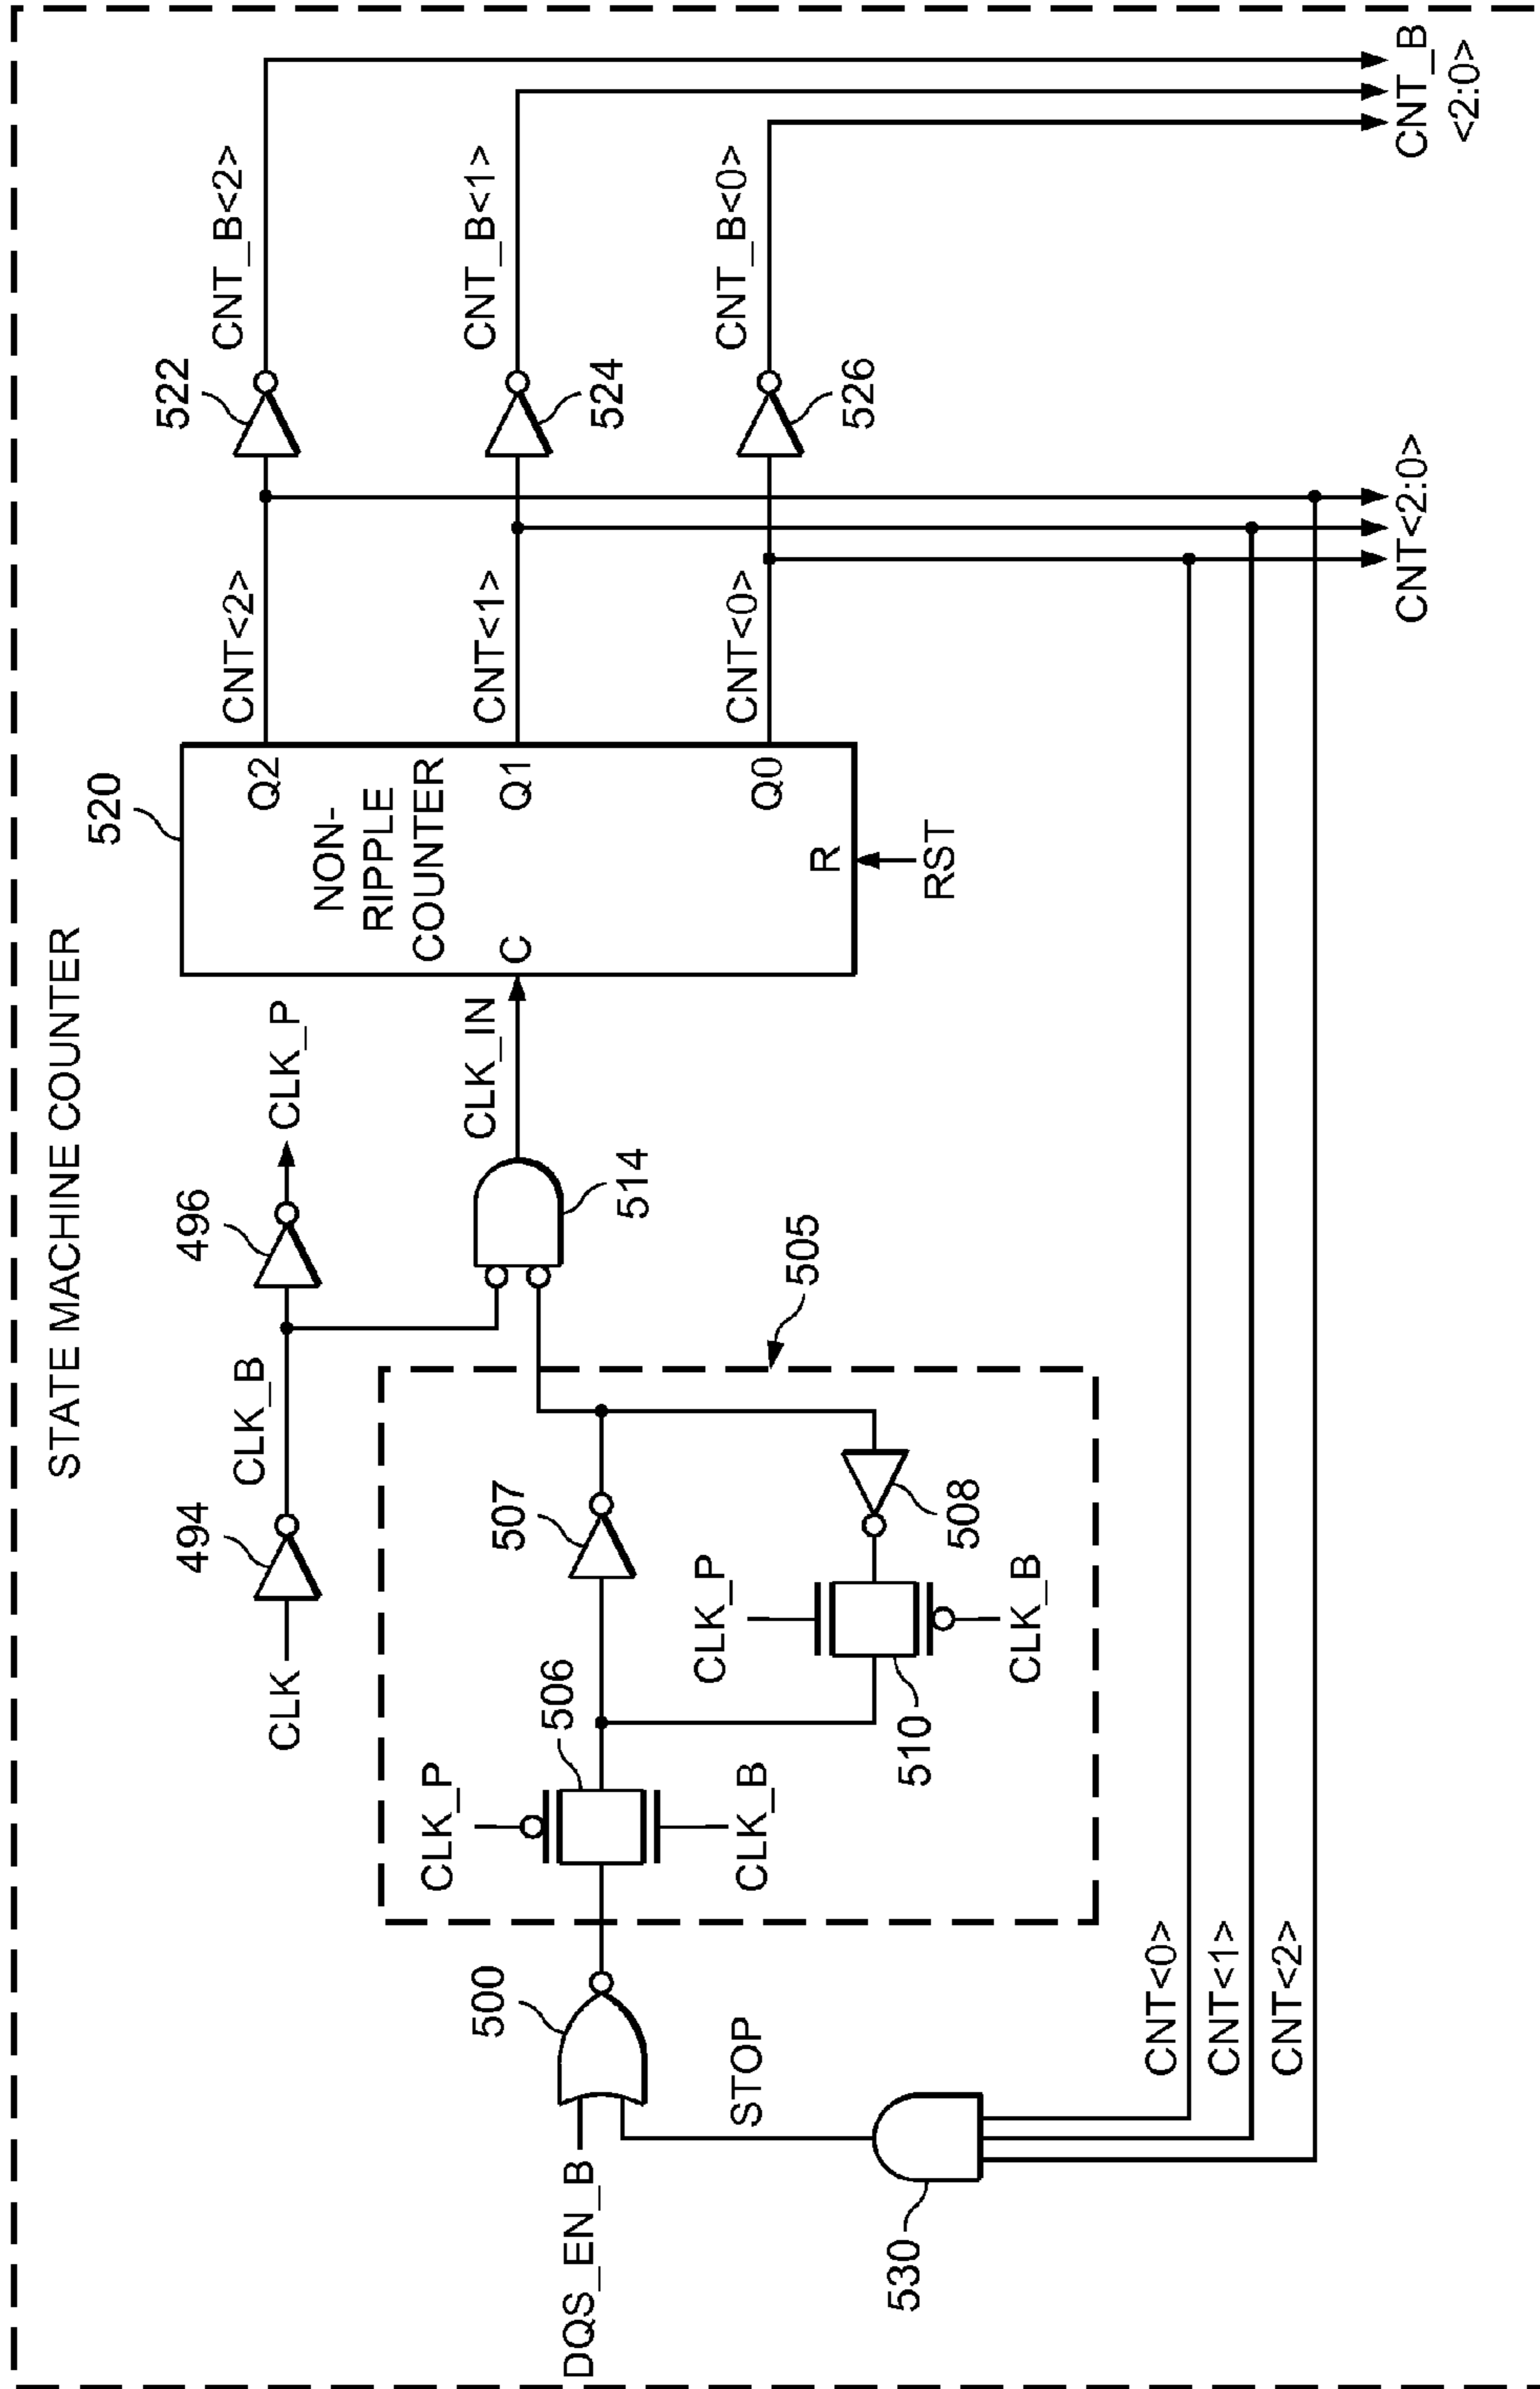 STATE MACHINE COUNTER
520
522
CNT<2>
CNT_B<2>
494
CLK
CLK_B
496
CLK_P
NON-
RIPPLE
COUNTER
Q2
Q1
Q0
C
R
RST
CLK_IN
CNT<1>
CNT_B<1>
524
CNT<0>
CNT_B<0>
526
514
505
500
DQS_EN_B
STOP
530
CLK_P
506
CLK_B
507
CLK_P
510
CLK_B
508
CNT<0>
CNT<1>
CNT<2>
CNT<2:0>
CNT_B
<2:0>